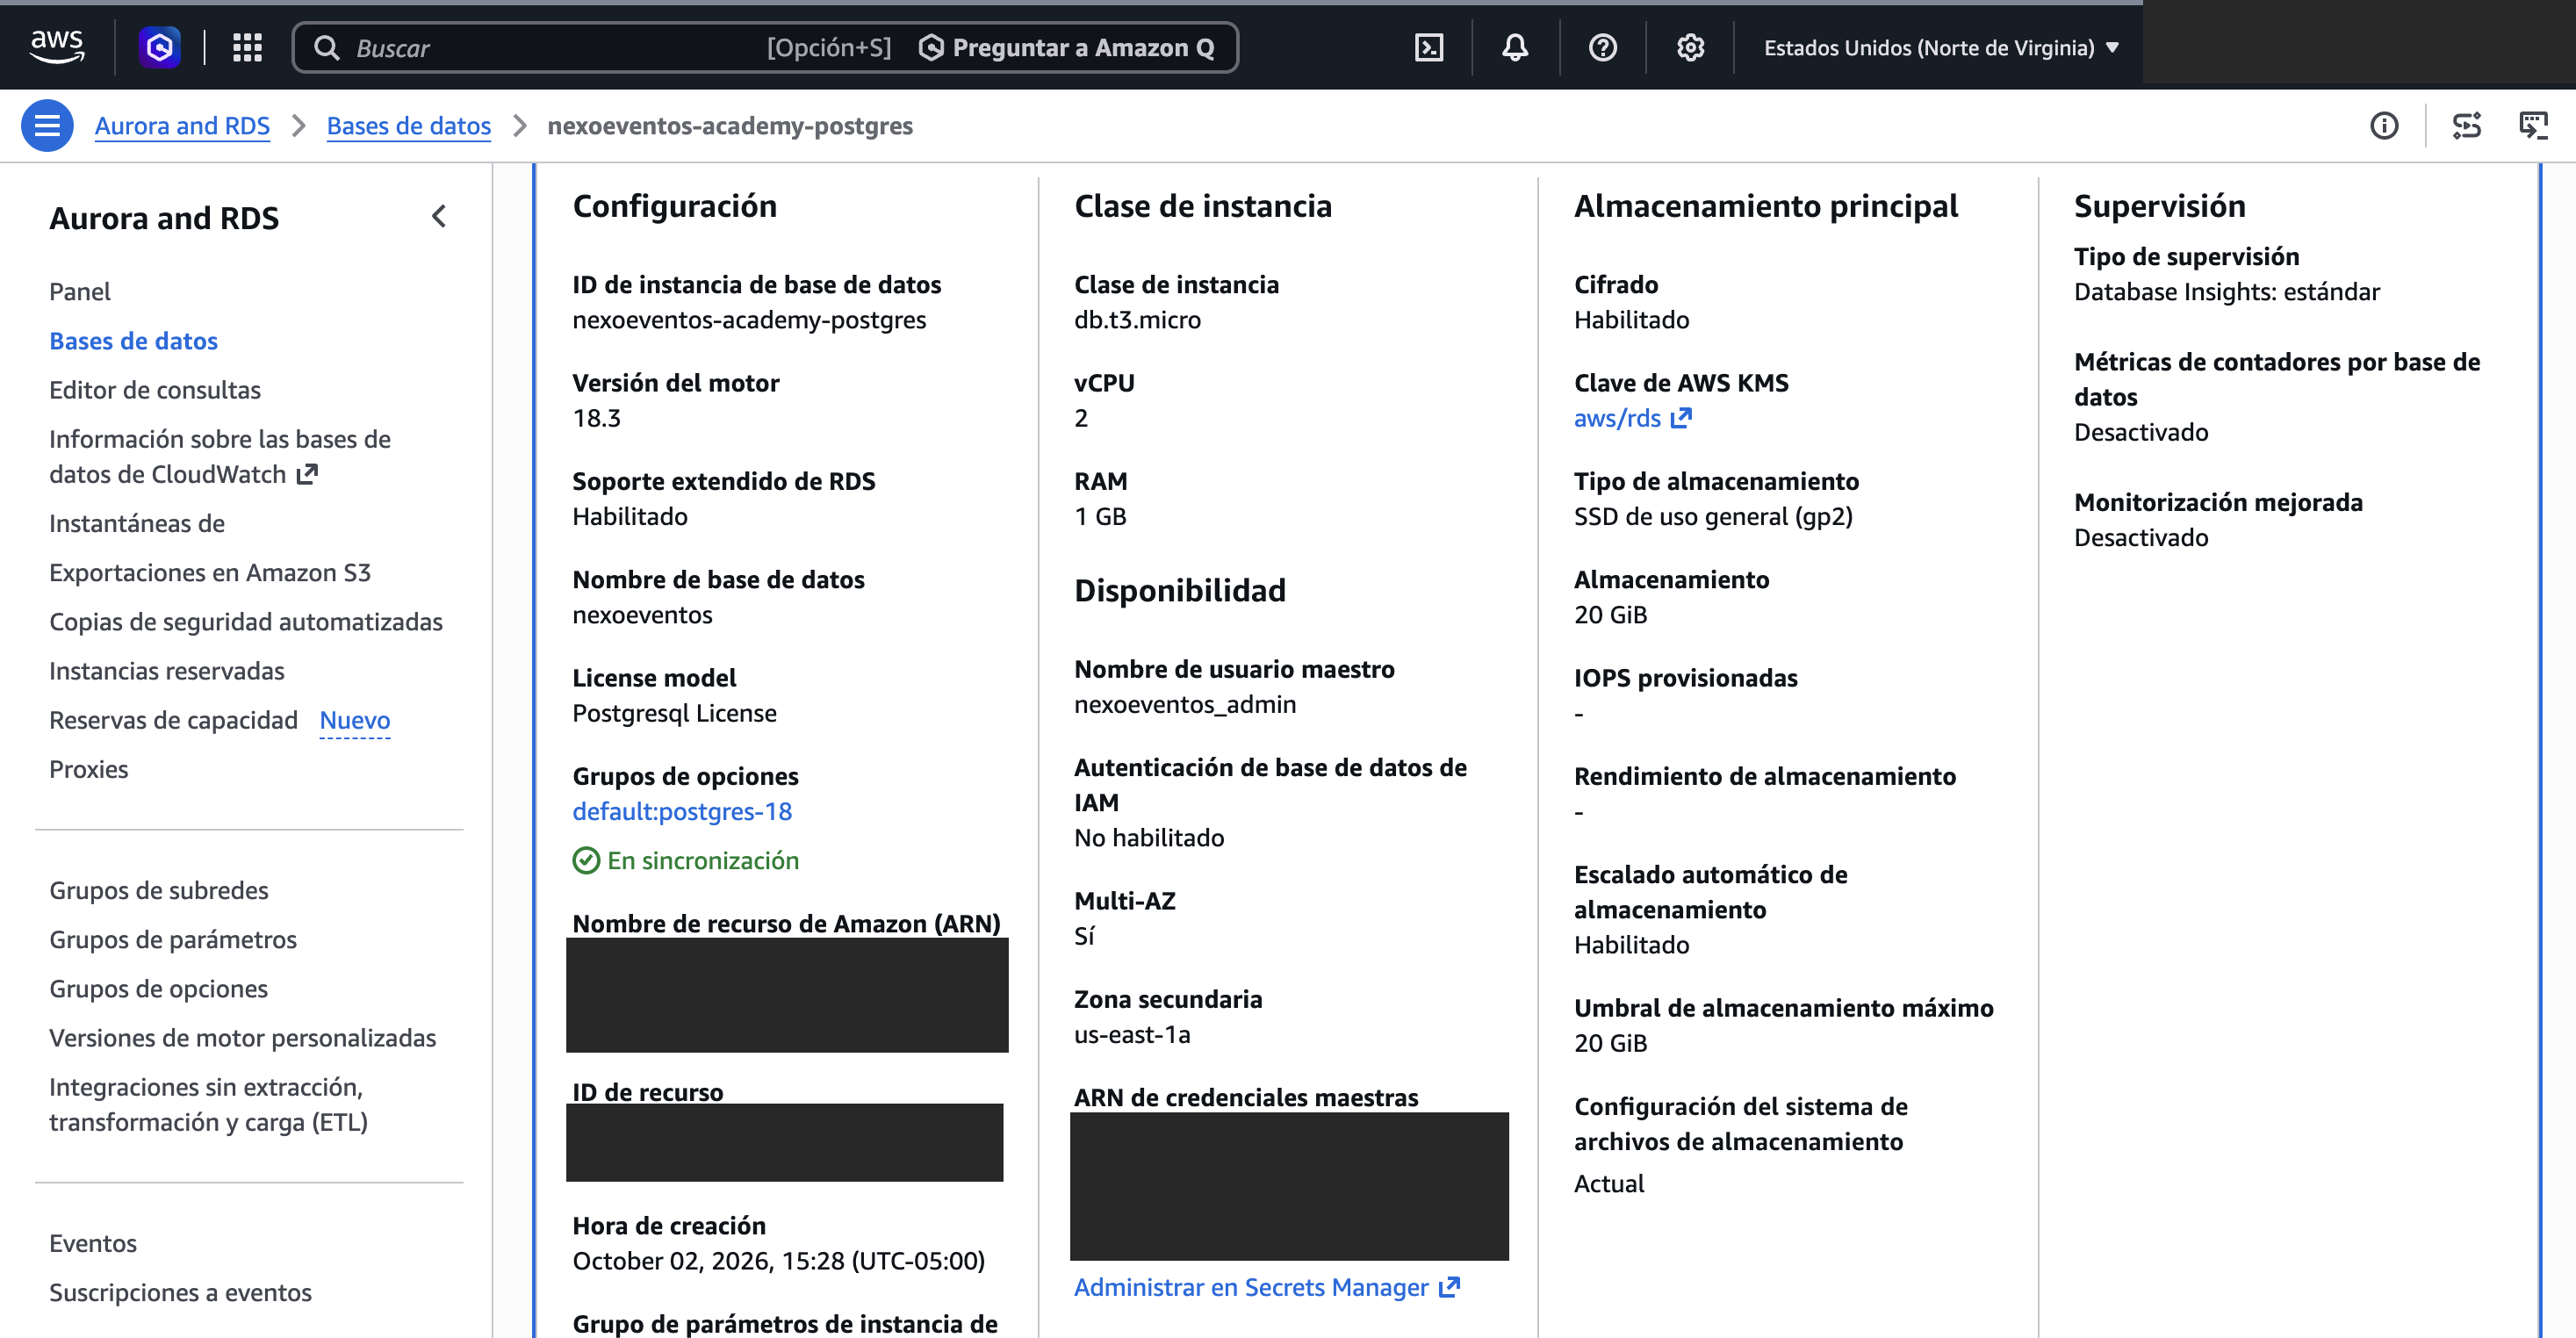 aws
Buscar
[Opción+S]
Preguntar a Amazon Q
Estados Unidos (Norte de Virginia)
Aurora and RDS
Bases de datos
nexoeventos-academy-postgres
Aurora and RDS
Panel
Bases de datos
Editor de consultas
Información sobre las bases de
datos de CloudWatch
Instantáneas de
Exportaciones en Amazon S3
Copias de seguridad automatizadas
Instancias reservadas
Reservas de capacidad Nuevo
Proxies
Grupos de subredes
Grupos de parámetros
Grupos de opciones
Versiones de motor personalizadas
Integraciones sin extracción,
transformación y carga (ETL)
Eventos
Suscripciones a eventos
Configuración
ID de instancia de base de datos
nexoeventos-academy-postgres
Versión del motor
18.3
Soporte extendido de RDS
Habilitado
Nombre de base de datos
nexoeventos
License model
Postgresql License
Grupos de opciones
default:postgres-18
En sincronización
Nombre de recurso de Amazon (ARN)
ID de recurso
Hora de creación
October 02, 2026, 15:28 (UTC-05:00)
Grupo de parámetros de instancia de
Clase de instancia
Clase de instancia
db.t3.micro
vCPU
2
RAM
1 GB
Disponibilidad
Nombre de usuario maestro
nexoeventos_admin
Autenticación de base de datos de
IAM
No habilitado
Multi-AZ
Sí
Zona secundaria
us-east-1a
ARN de credenciales maestras
Administrar en Secrets Manager
Almacenamiento principal
Cifrado
Habilitado
Clave de AWS KMS
aws/rds
Tipo de almacenamiento
SSD de uso general (gp2)
Almacenamiento
20 GiB
IOPS provisionadas
-
Rendimiento de almacenamiento
-
Escalado automático de
almacenamiento
Habilitado
Umbral de almacenamiento máximo
20 GiB
Configuración del sistema de
archivos de almacenamiento
Actual
Supervisión
Tipo de supervisión
Database Insights: estándar
Métricas de contadores por base de
datos
Desactivado
Monitorización mejorada
Desactivado